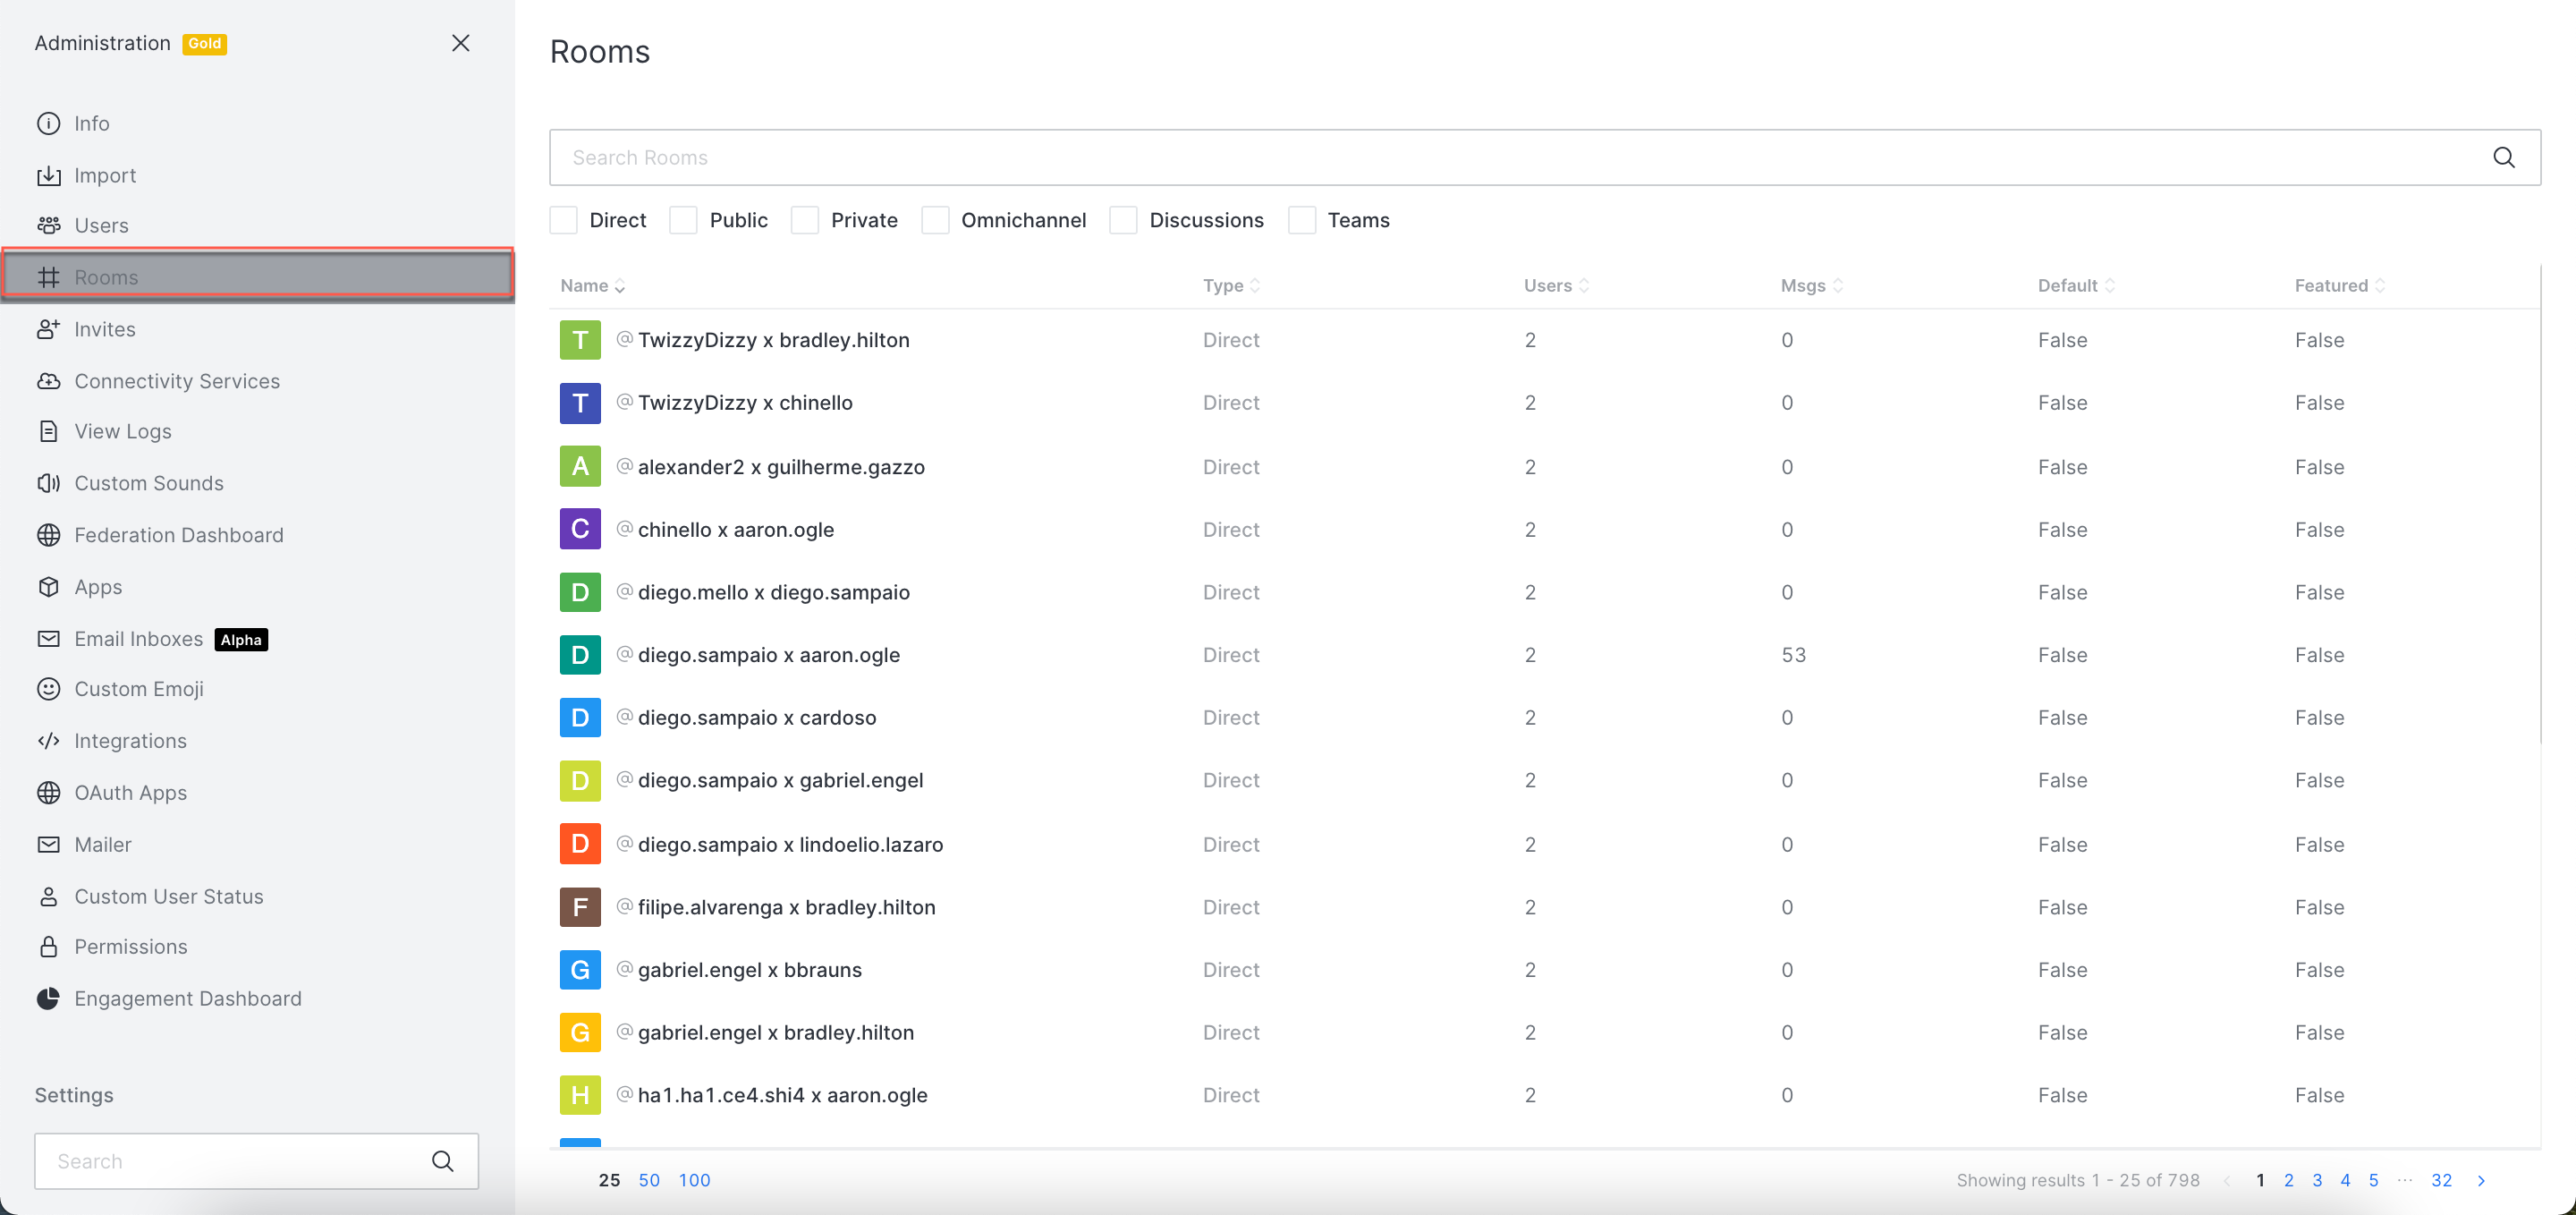 Administration Gold
Info
Import
Users
Rooms
Invites
Connectivity Services
View Logs
Custom Sounds
Federation Dashboard
Apps
Email Inboxes Alpha
Custom Emoji
Integrations
OAuth Apps
Mailer
Custom User Status
Permissions
Engagement Dashboard
Settings
Search
Rooms
Search Rooms
Direct Public Private Omnichannel Discussions Teams
Name Type Users Msgs Default Featured
T @ TwizzyDizzy x bradley.hilton Direct 2 0 False False
T @ TwizzyDizzy x chinello Direct 2 0 False False
A @ alexander2 x guilherme.gazzo Direct 2 0 False False
C @ chinello x aaron.ogle Direct 2 0 False False
D @ diego.mello x diego.sampaio Direct 2 0 False False
D @ diego.sampaio x aaron.ogle Direct 2 53 False False
D @ diego.sampaio x cardoso Direct 2 0 False False
D @ diego.sampaio x gabriel.engel Direct 2 0 False False
D @ diego.sampaio x lindoelio.lazaro Direct 2 0 False False
F @ filipe.alvarenga x bradley.hilton Direct 2 0 False False
G @ gabriel.engel x bbrauns Direct 2 0 False False
G @ gabriel.engel x bradley.hilton Direct 2 0 False False
H @ ha1.ha1.ce4.shi4 x aaron.ogle Direct 2 0 False False
25 50 100 Showing results 1 - 25 of 798 1 2 3 4 5 ··· 32